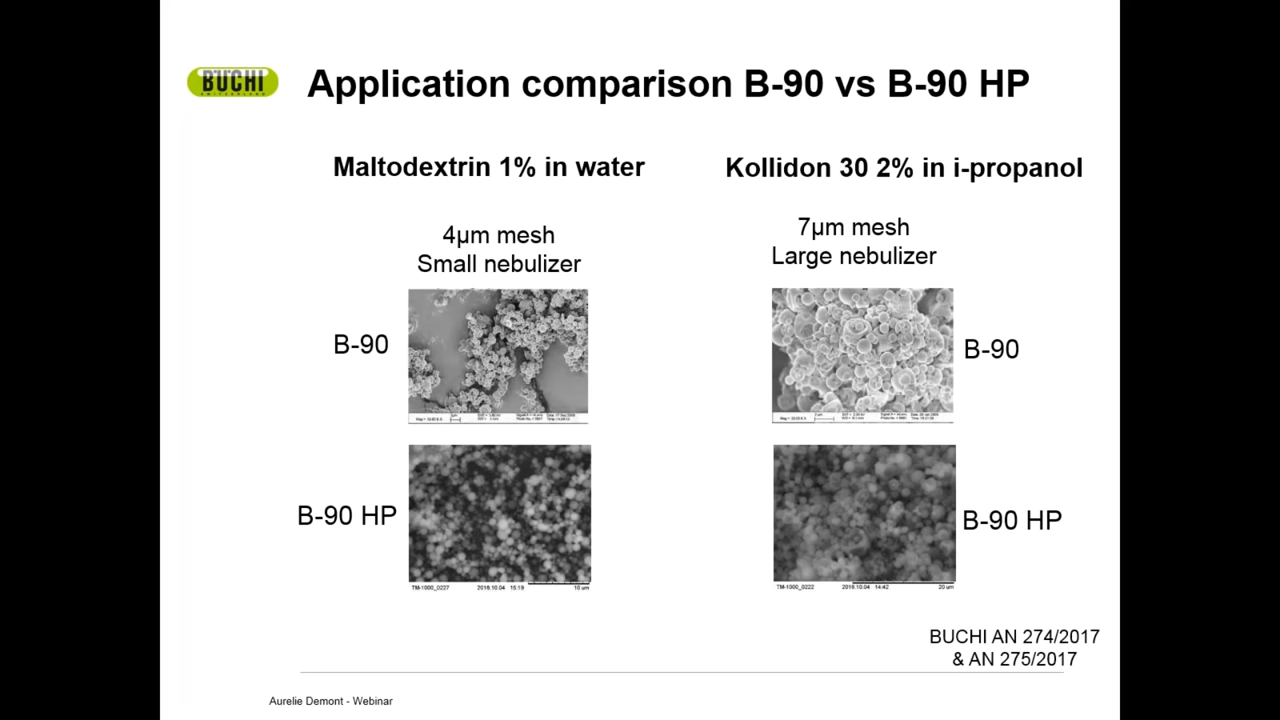 BUCHI
SWITZERLAND
Application comparison B-90 vs B-90 HP
Maltodextrin 1% in water
Kollidon 30 2% in i-propanol
4µm mesh
Small nebulizer
7µm mesh
Large nebulizer
B-90
B-90
B-90 HP
B-90 HP
TM-1000_0227 2016.10.04 15:19 10 um
TM-1000_0222 2016.10.04 14:42 20 um
BUCHI AN 274/2017
& AN 275/2017
Aurelie Demont - Webinar